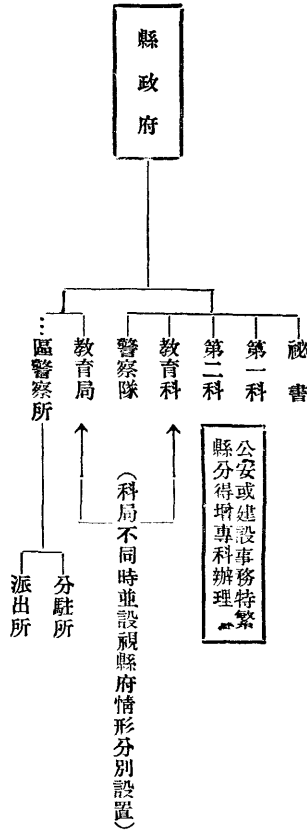 縣政府
祕書
第一科
第二科
公安或建設事務特繁
縣分得增專科辦理
教育科
警察隊
(科局不同時並設視縣府情形分別設置)
教育局
…區警察所
分駐所
派出所